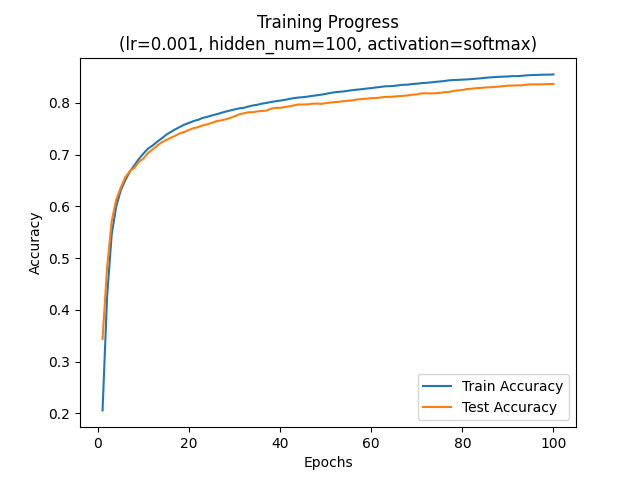 Training Progress
(lr=0.001, hidden_num=100, activation=softmax)
Accuracy
0.8
0.7
0.6
0.5
0.4
0.3
0.2
0
20
40
60
80
100
Epochs
Train Accuracy
Test Accuracy